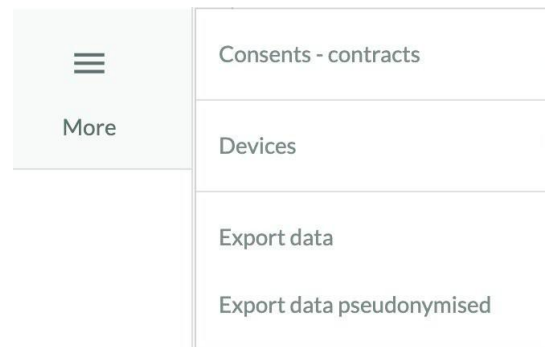 More
Consents - contracts
Devices
Export data
Export data pseudonymised